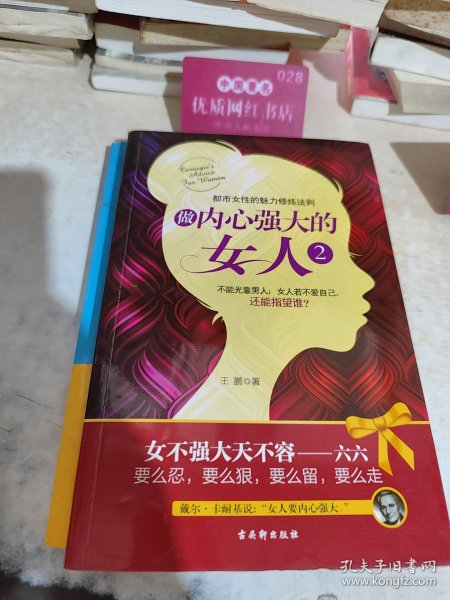 028
中国著名
优质网红书店
Carnegie's
Advice
For Women
都市女性的魅力修炼法则
做内心强大的
女人2
不能光靠男人;女人若不爱自己,
还能指望谁?
王 鹏◎著
女不强大天不容——六六
要么忍,要么狠,要么留,要么走
戴尔·卡耐基说:“女人要内心强大。”
古吴轩出版社
孔夫子旧书网
kongfz.com